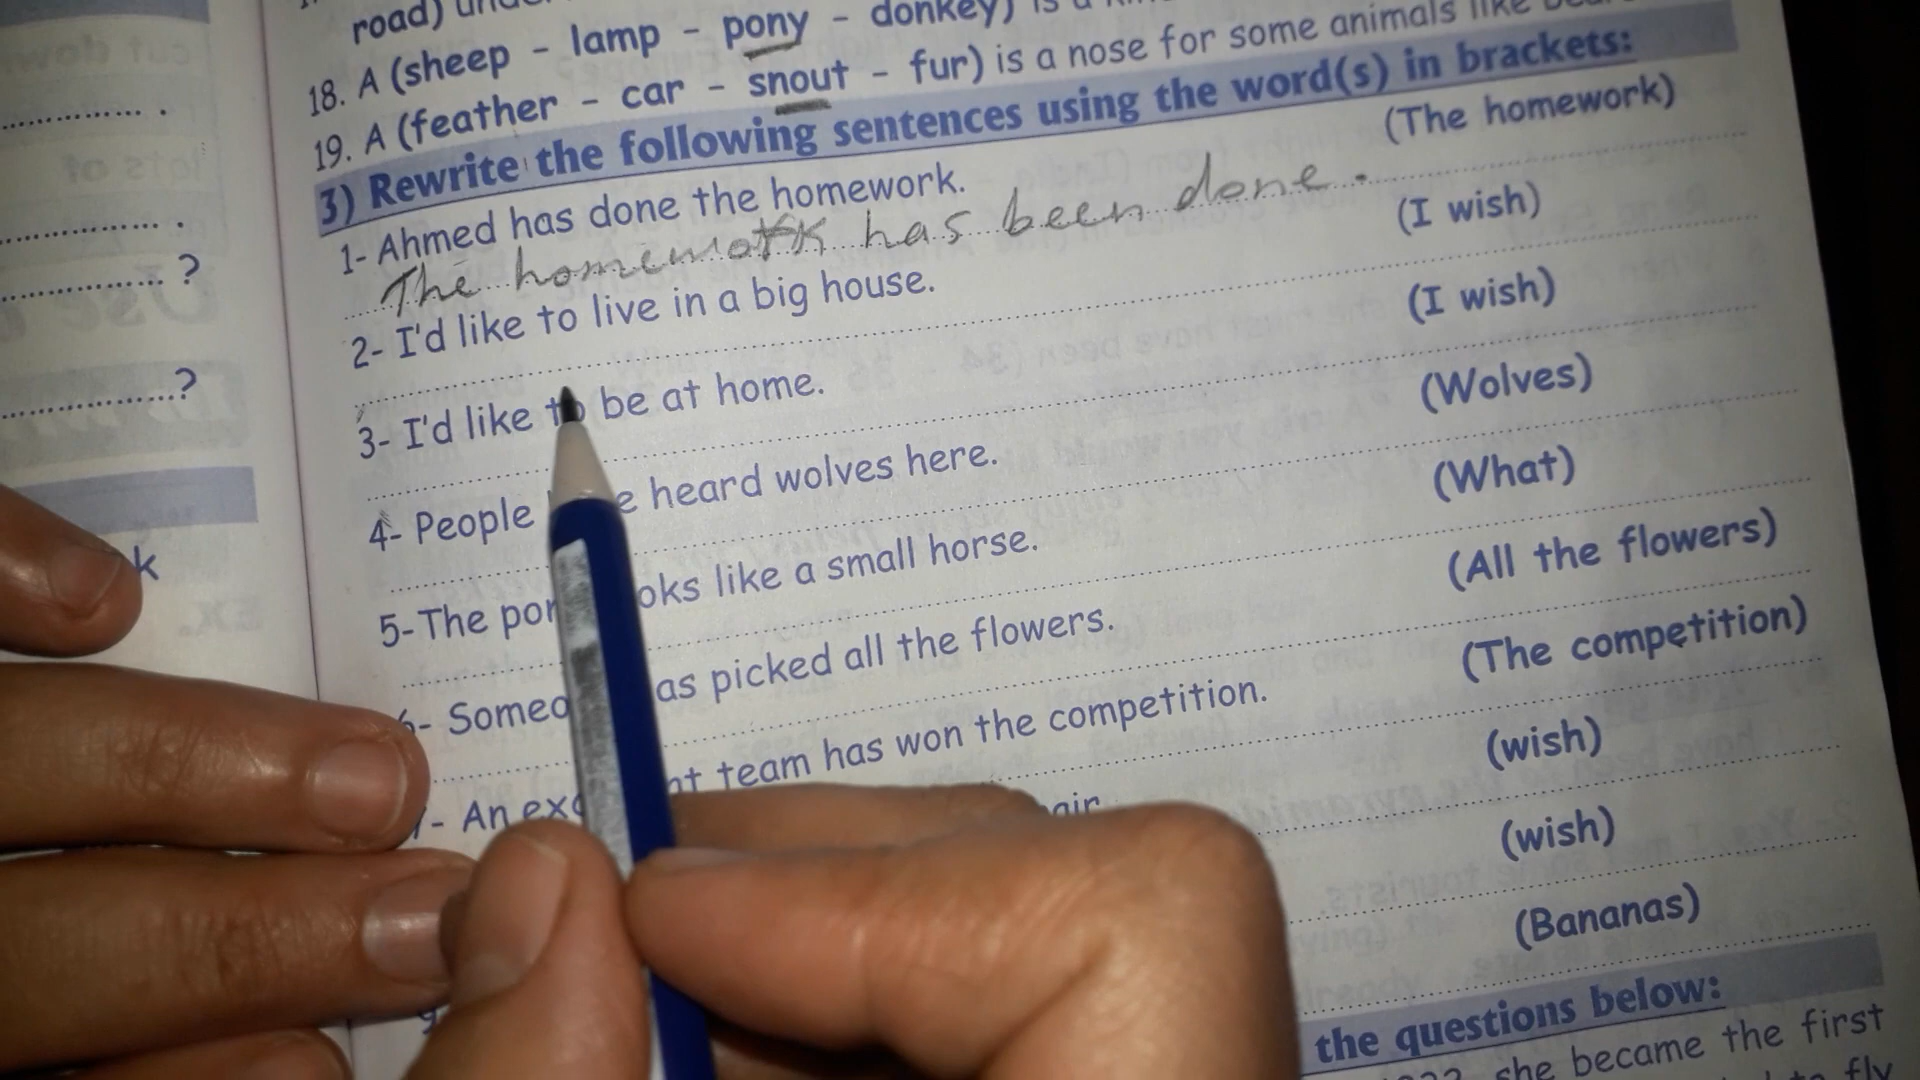 road)
18. A (sheep - lamp - pony - donkey) is a
19. A (feather - car - snout - fur) is a nose for some animals like
3) Rewrite the following sentences using the word(s) in brackets:
1- Ahmed has done the homework. (The homework)
The homework has been done.
2- I'd like to live in a big house. (I wish)
3- I'd like to be at home. (I wish)
4- People heard wolves here. (Wolves)
5- The looks like a small horse. (What)
6- picked all the flowers. (All the flowers)
7- An team has won the competition. (The competition)
(wish)
(wish)
(Bananas)
the questions below:
she became the first
fly
............ .
............ .
............ ?
............ ?
k